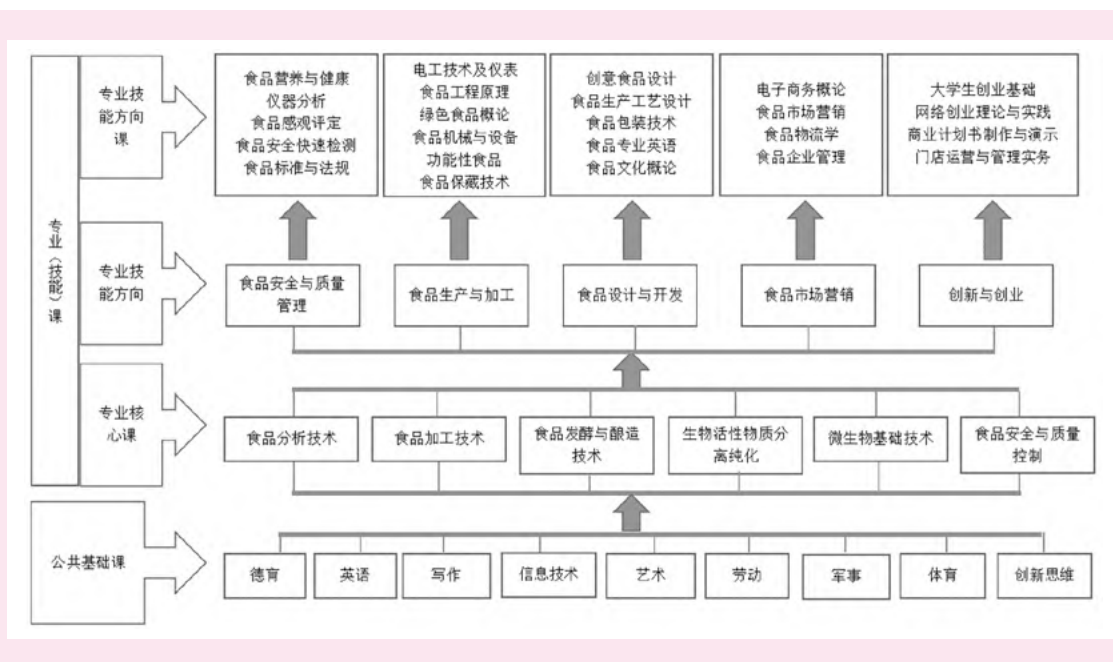 专业（技能）课
专业技
能方向
课
食品营养与健康
仪器分析
食品感观评定
食品安全快速检测
食品标准与法规
电工技术及仪表
食品工程原理
绿色食品概论
食品机械与设备
功能性食品
食品保藏技术
创意食品设计
食品生产工艺设计
食品包装技术
食品专业英语
食品文化概论
电子商务概论
食品市场营销
食品物流学
食品企业管理
大学生创业基础
网络创业理论与实践
商业计划书制作与演示
门店运营与管理实务
专业技
能方向
食品安全与质量
管理
食品生产与加工
食品设计与开发
食品市场营销
创新与创业
专业核
心课
食品分析技术
食品加工技术
食品发酵与酿造
技术
生物活性物质分
离纯化
微生物基础技术
食品安全与质量
控制
公共基础课
德育
英语
写作
信息技术
艺术
劳动
军事
体育
创新思维